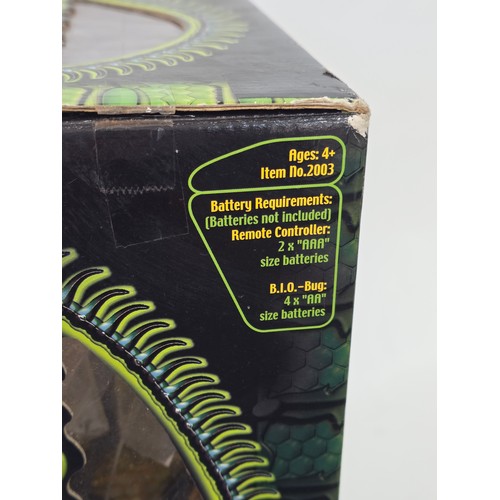 Ages: 4+
Item No.2003
Battery Requirements:
(Batteries not included)
Remote Controller:
2 x "AAA"
size batteries
B.I.O.-Bug:
4 x "AA"
size batteries